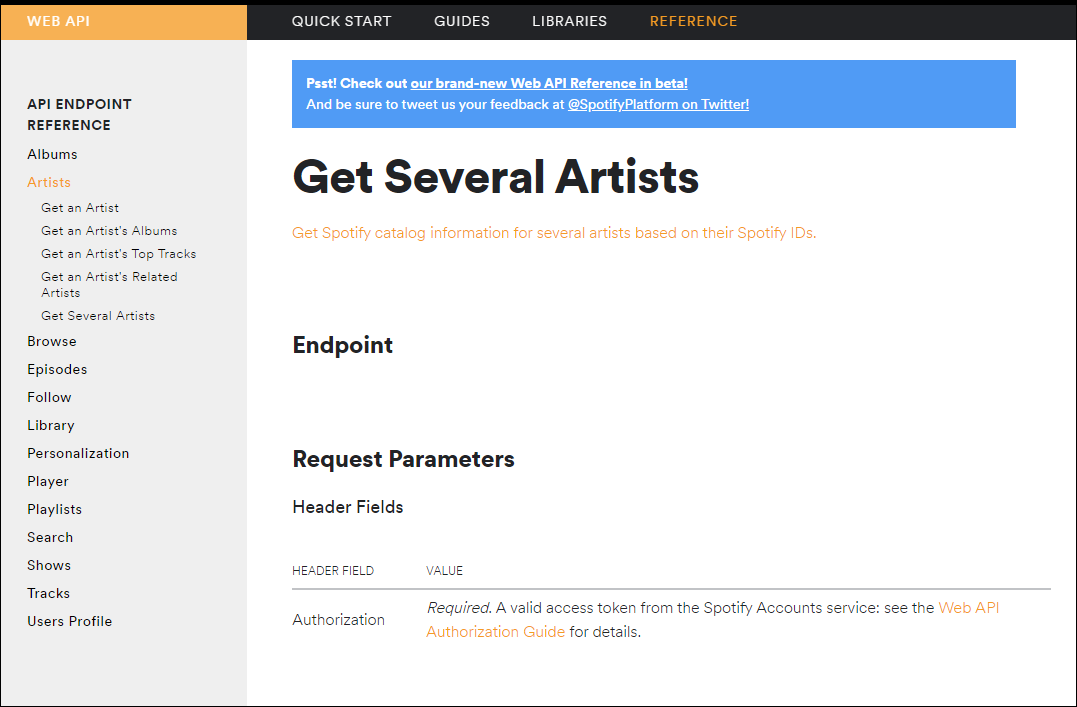 WEB API
QUICK START
GUIDES
LIBRARIES
REFERENCE
API ENDPOINT
REFERENCE
Albums
Artists
Get an Artist
Get an Artist's Albums
Get an Artist's Top Tracks
Get an Artist's Related
Artists
Get Several Artists
Browse
Episodes
Follow
Library
Personalization
Player
Playlists
Search
Shows
Tracks
Users Profile
Psst! Check out our brand-new Web API Reference in beta!
And be sure to tweet us your feedback at @SpotifyPlatform on Twitter!
Get Several Artists
Get Spotify catalog information for several artists based on their Spotify IDs.
Endpoint
Request Parameters
Header Fields
HEADER FIELD
VALUE
Authorization
Required. A valid access token from the Spotify Accounts service: see the Web API
Authorization Guide for details.